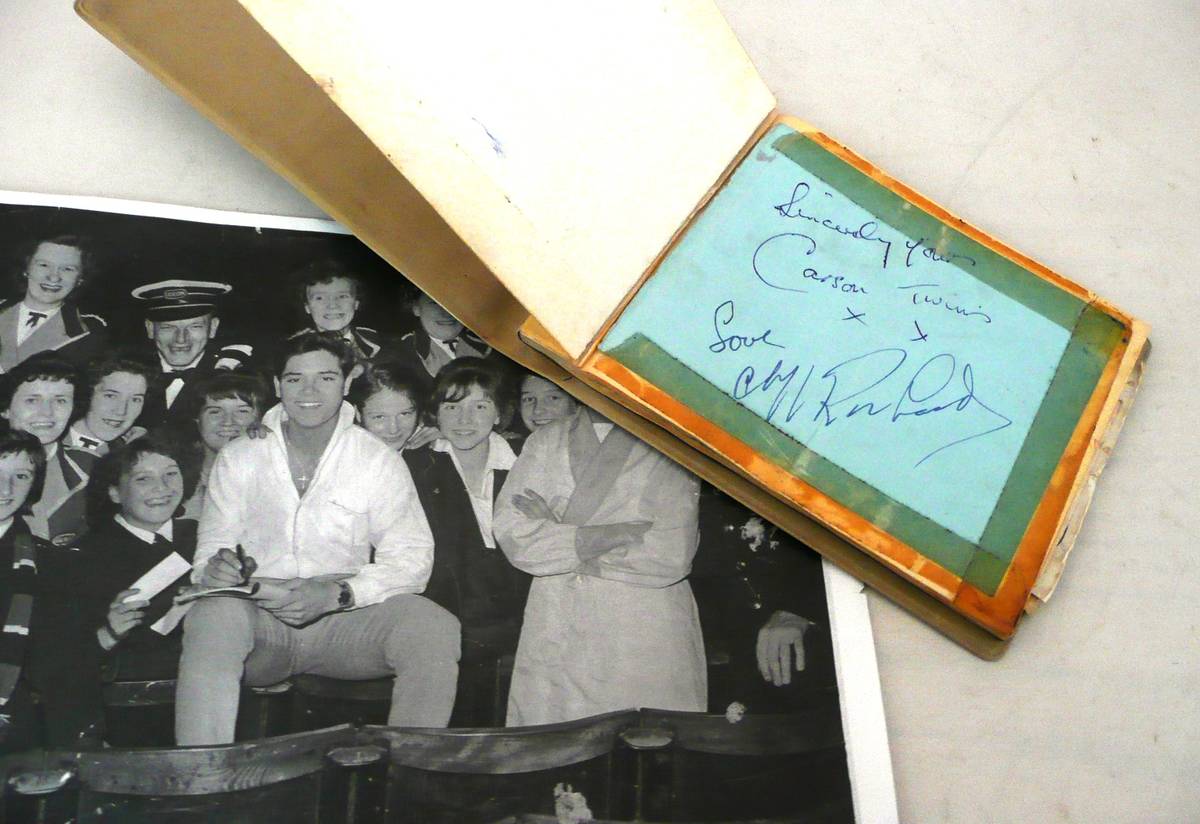 Sincerely Yours
Carson Twins
x x
Love
Cliff Richard